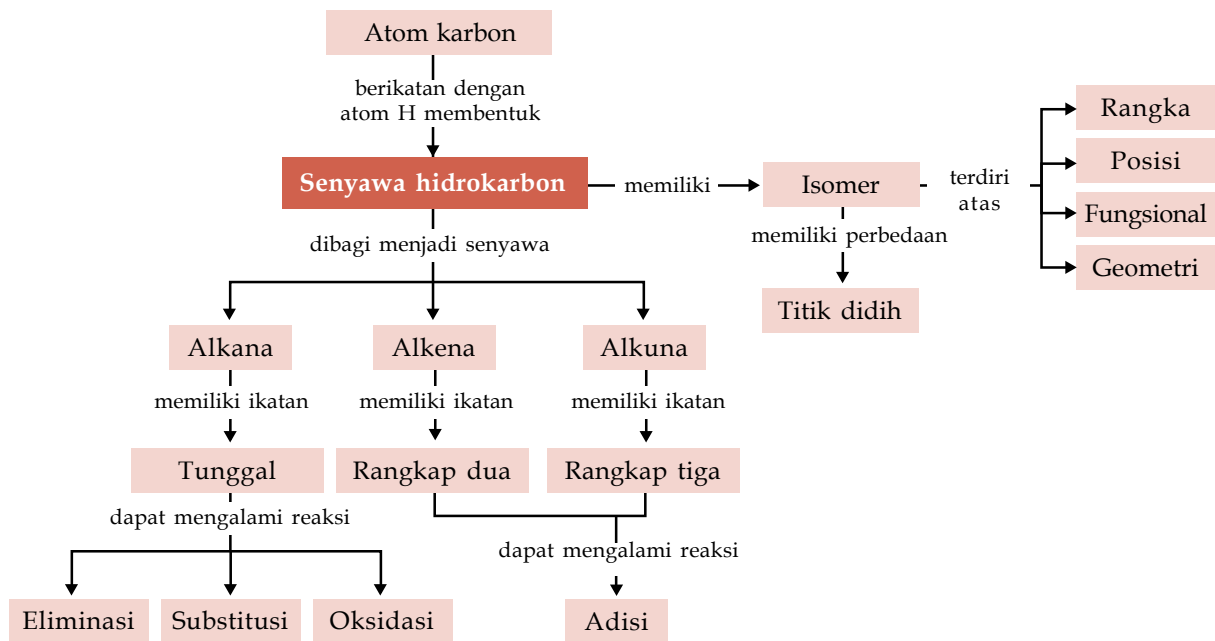 Atom karbon
berikatan dengan
atom H membentuk
Senyawa hidrokarbon
memiliki
Isomer
terdiri
atas
Rangka
Posisi
Fungsional
Geometri
memiliki perbedaan
Titik didih
dibagi menjadi senyawa
Alkana
Alkena
Alkuna
memiliki ikatan
memiliki ikatan
memiliki ikatan
Tunggal
Rangkap dua
Rangkap tiga
dapat mengalami reaksi
dapat mengalami reaksi
Eliminasi
Substitusi
Oksidasi
Adisi